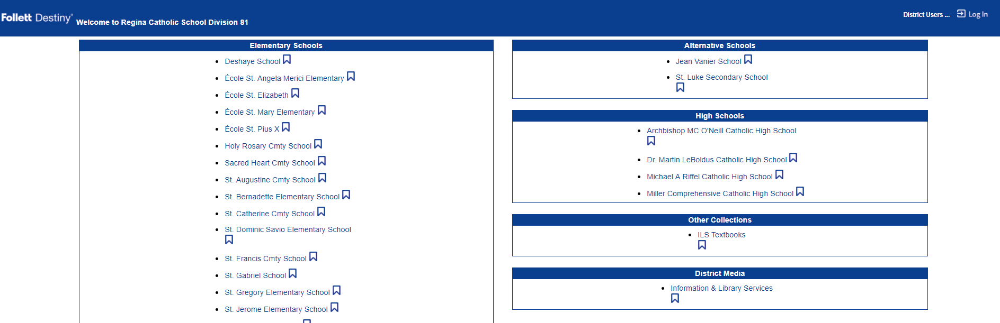 Follett Destiny
Welcome to Regina Catholic School Division 81
District Users ...
Log In
Elementary Schools
Deshaye School
École St. Angela Merici Elementary
École St. Elizabeth
École St. Mary Elementary
École St. Pius X
Holy Rosary Cmty School
Sacred Heart Cmty School
St. Augustine Cmty School
St. Bernadette Elementary School
St. Catherine Cmty School
St. Dominic Savio Elementary School
St. Francis Cmty School
St. Gabriel School
St. Gregory Elementary School
St. Jerome Elementary School
Alternative Schools
Jean Vanier School
St. Luke Secondary School
High Schools
Archbishop MC O'Neill Catholic High School
Dr. Martin LeBoldus Catholic High School
Michael A Riffel Catholic High School
Miller Comprehensive Catholic High School
Other Collections
ILS Textbooks
District Media
Information & Library Services